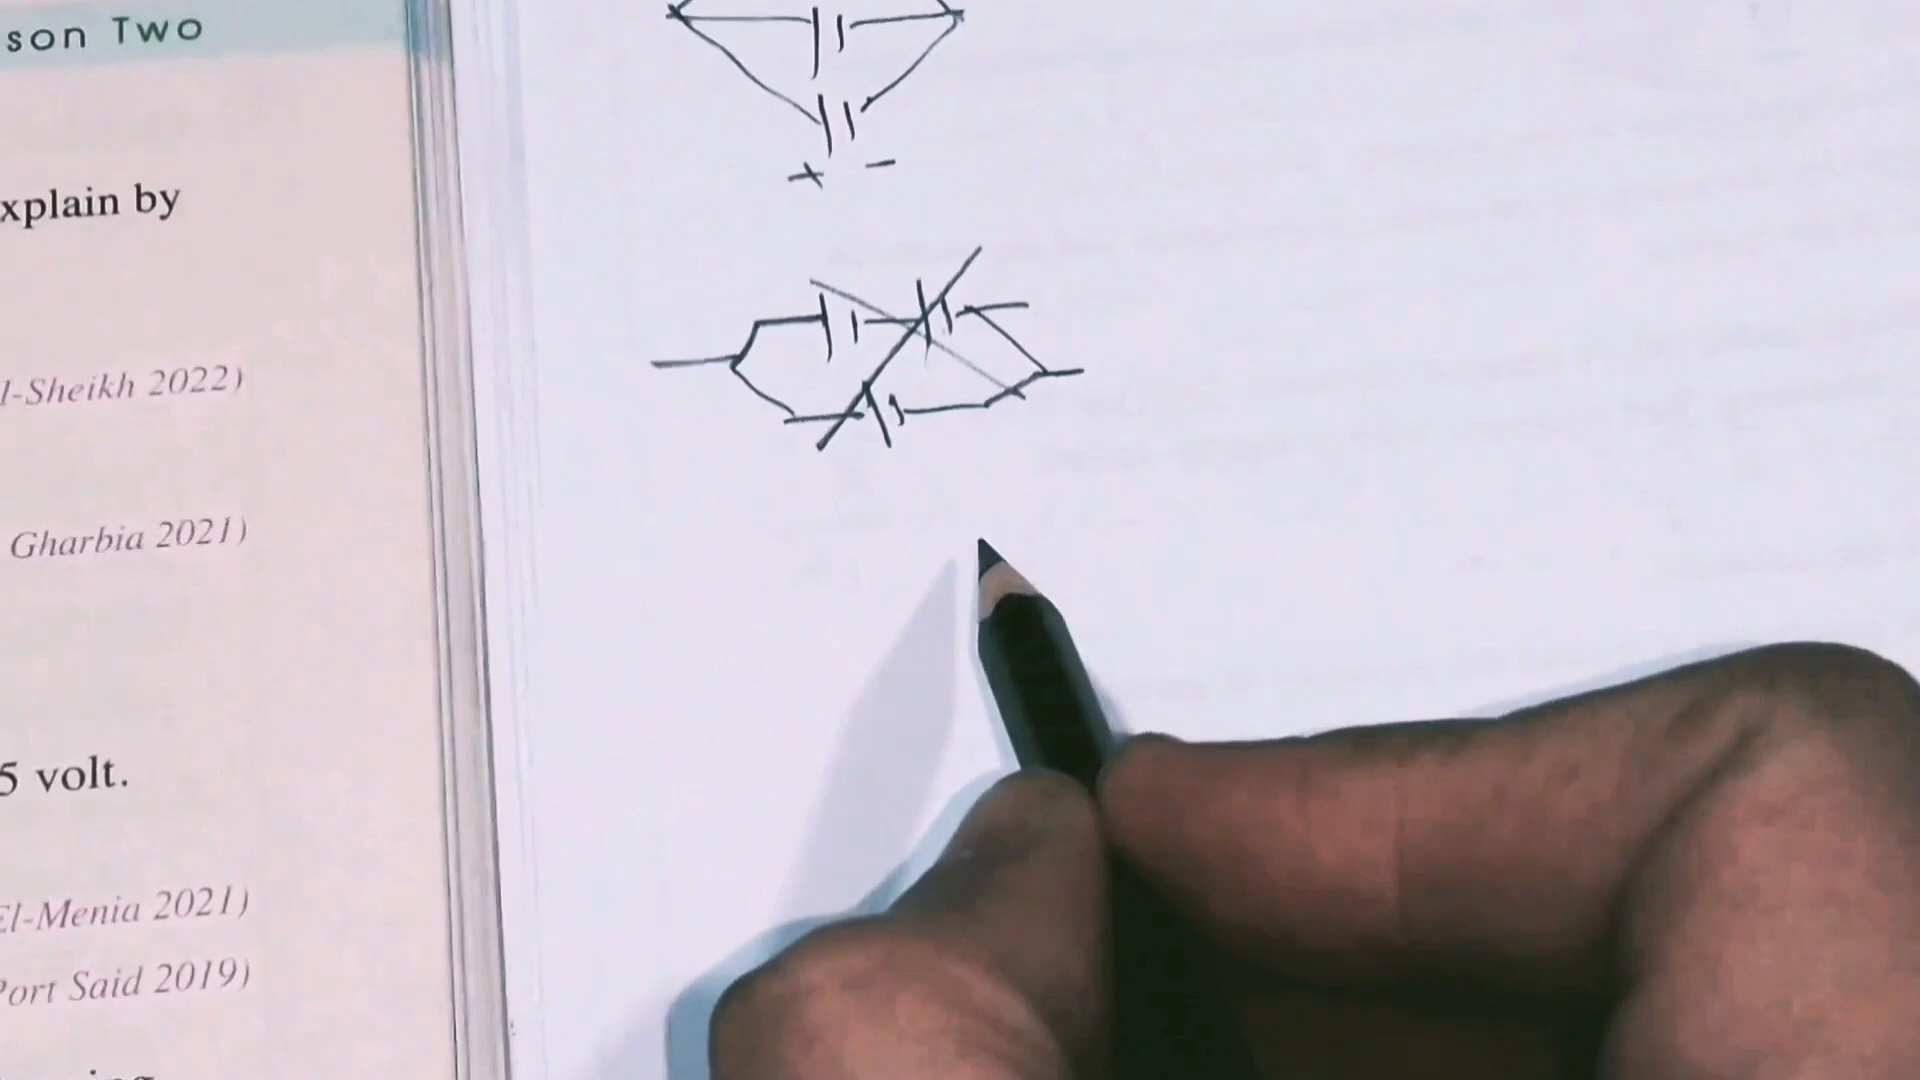 son Two
xplain by
l-Sheikh 2022)
Gharbia 2021)
5 volt.
El-Menia 2021)
Port Said 2019)
+ −